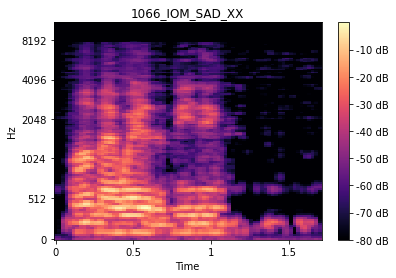 1066_IOM_SAD_XX
8192
4096
2048
1024
512
0
Hz
0
0.5
1
1.5
Time
-10 dB
-20 dB
-30 dB
-40 dB
-50 dB
-60 dB
-70 dB
-80 dB